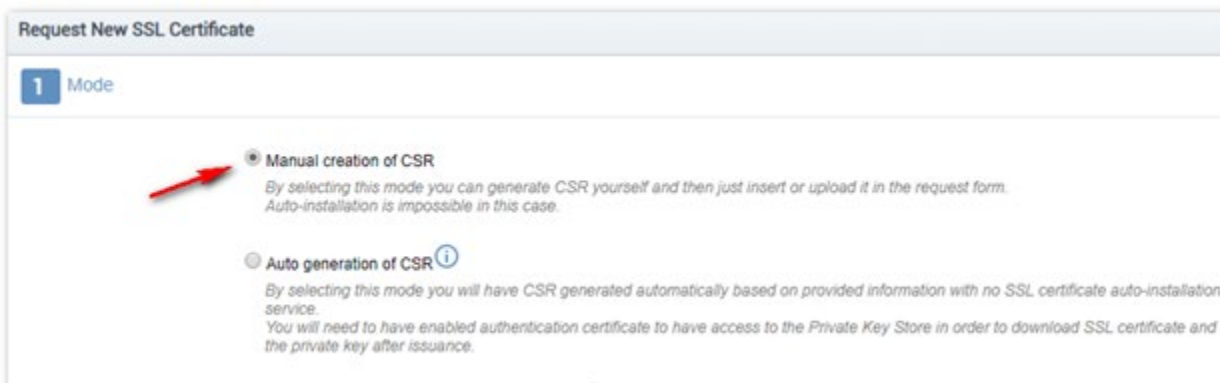 Request New SSL Certificate
1 Mode
Manual creation of CSR
By selecting this mode you can generate CSR yourself and then just insert or upload it in the request form.
Auto-installation is impossible in this case.
Auto generation of CSR
By selecting this mode you will have CSR generated automatically based on provided information with no SSL certificate auto-installation
service.
You will need to have enabled authentication certificate to have access to the Private Key Store in order to download SSL certificate and
the private key after issuance.